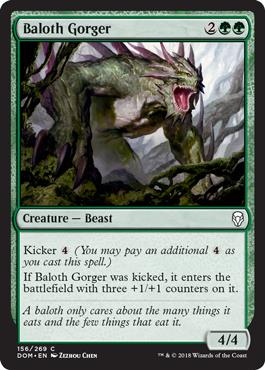 Baloth Gorger 2
Creature — Beast
Kicker 4 (You may pay an additional 4 as
you cast this spell.)
If Baloth Gorger was kicked, it enters the
battlefield with three +1/+1 counters on it.
A baloth only cares about the many things it
eats and the few things that eat it.
4/4
156/269 C
DOM • EN ZEZHOU CHEN
™ & © 2018 Wizards of the Coast